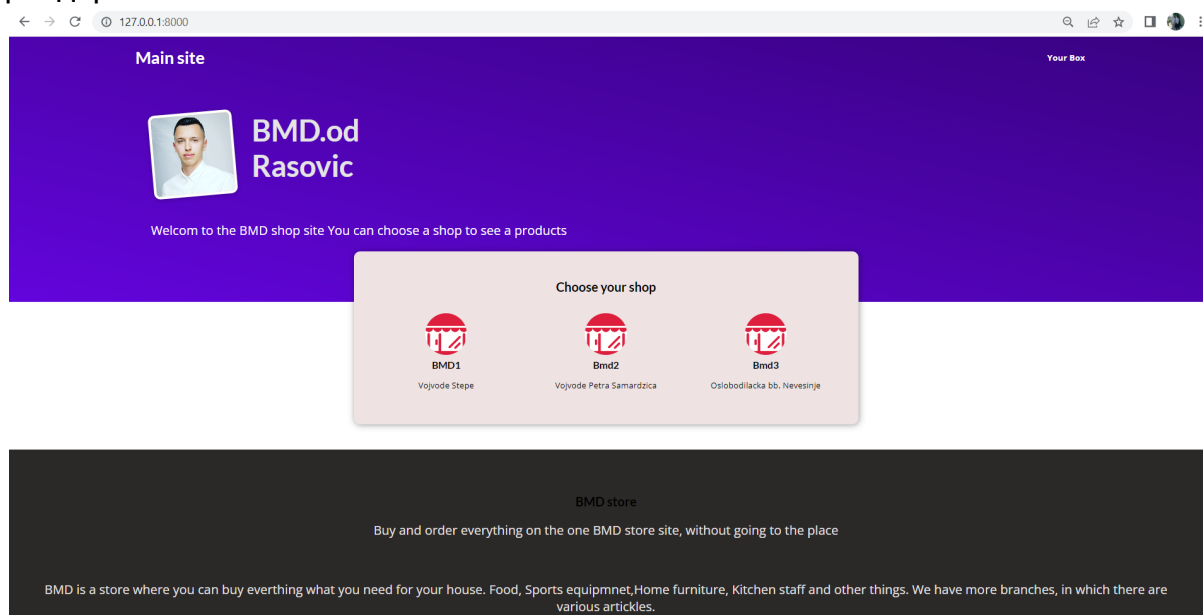 127.0.0.1:8000
Main site
Your Box
BMD.od
Rasovic
Welcom to the BMD shop site You can choose a shop to see a products
Choose your shop
BMD1
Bmd2
Bmd3
Vojvode Stepe
Vojvode Petra Samardzica
Oslobodilacka bb. Nevesinje
BMD store
Buy and order everything on the one BMD store site, without going to the place
BMD is a store where you can buy everthing what you need for your house. Food, Sports equipmnet,Home furniture, Kitchen staff and other things. We have more branches, in which there are
various artickles.